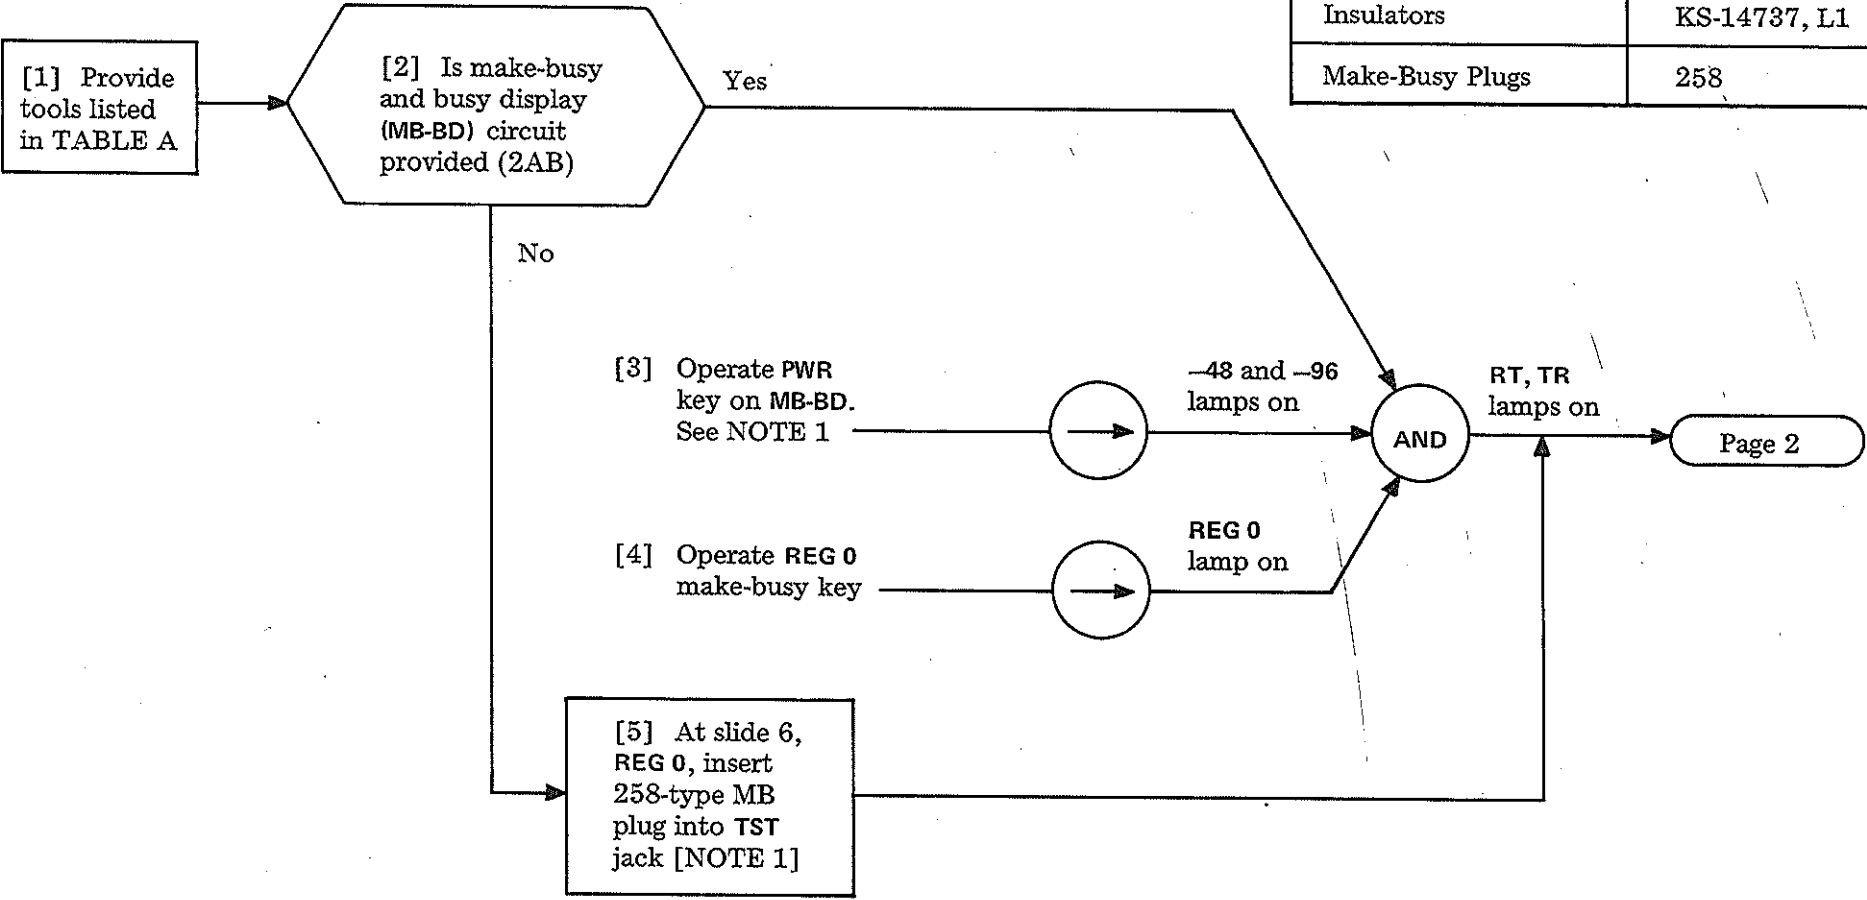 Insulators KS-14737, L1
Make-Busy Plugs 258
[1] Provide
tools listed
in TABLE A
[2] Is make-busy
and busy display
(MB-BD) circuit
provided (2AB)
Yes
No
[3] Operate PWR
key on MB-BD.
See NOTE 1
—48 and —96
lamps on
AND
RT, TR
lamps on
Page 2
[4] Operate REG 0
make-busy key
REG 0
lamp on
[5] At slide 6,
REG 0, insert
258-type MB
plug into TST
jack [NOTE 1]